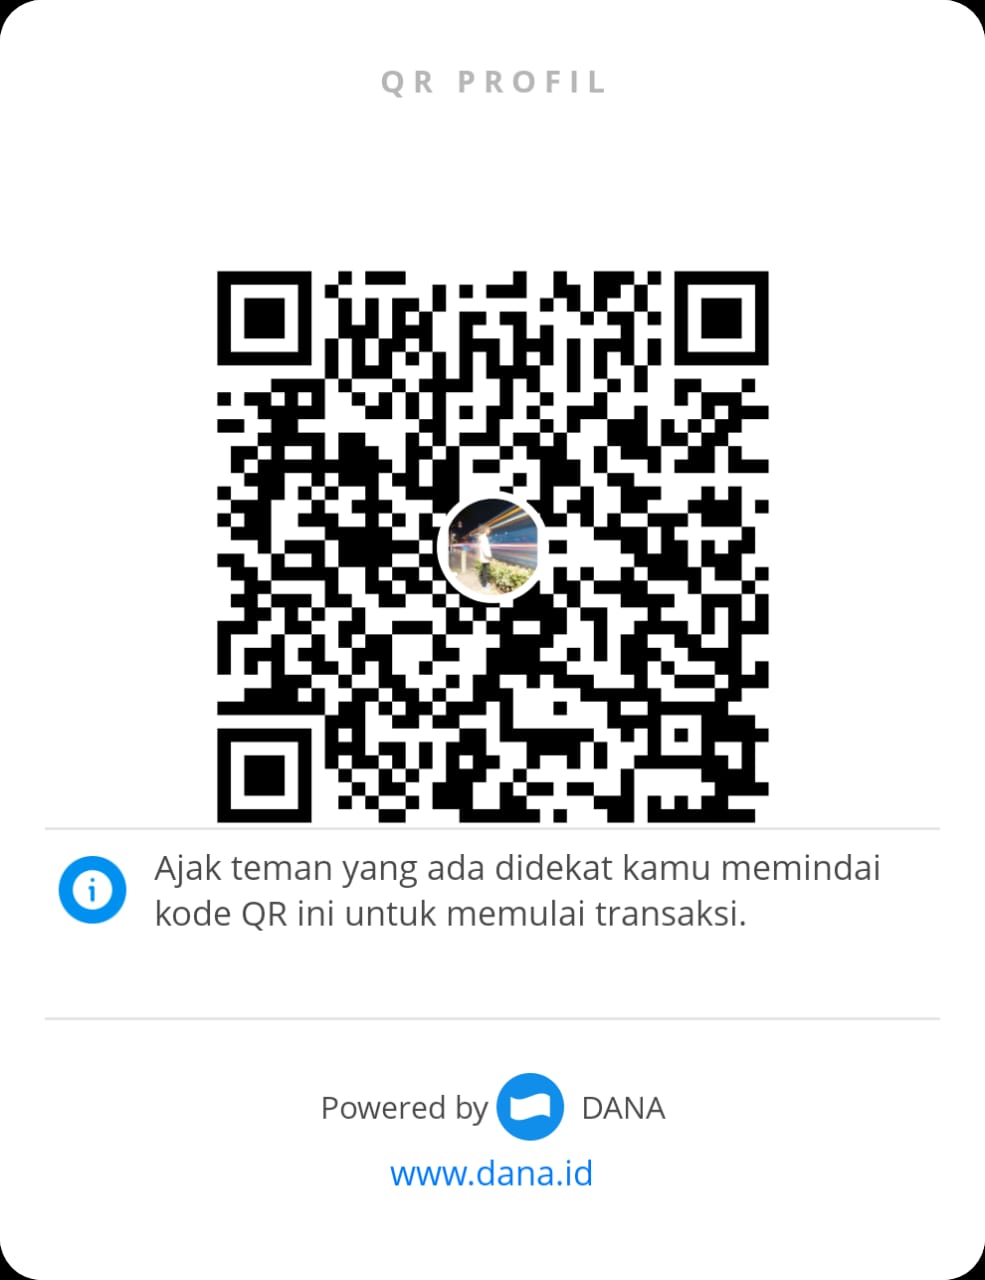 QR PROFIL
Ajak teman yang ada didekat kamu memindai
kode QR ini untuk memulai transaksi.
Powered by DANA
www.dana.id